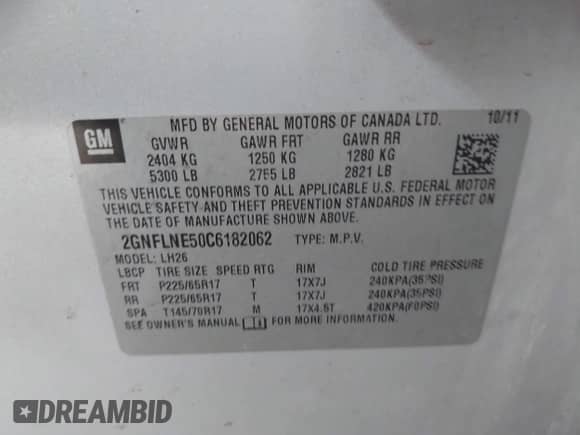 GM
MFD BY GENERAL MOTORS OF CANADA LTD. 10/11
GVWR GAWR FRT GAWR RR
2404 KG 1250 KG 1280 KG
5300 LB 2755 LB 2821 LB
THIS VEHICLE CONFORMS TO ALL APPLICABLE U.S. FEDERAL MOTOR
VEHICLE SAFETY AND THEFT PREVENTION STANDARDS IN EFFECT ON
THE DATE OF MANUFACTURE SHOWN ABOVE.
2GNFLNE50C6182062 TYPE: M.P.V.
MODEL: LH26
LBCP TIRE SIZE SPEED RTG RIM COLD TIRE PRESSURE
FRT P225/65R17 T 17X7J 240KPA(35PSI)
RR P225/65R17 T 17X7J 240KPA(35PSI)
SPA T145/70R17 M 17X4.5T 420KPA(60PSI)
SEE OWNER'S MANUAL FOR MORE INFORMATION.
DREAMBID